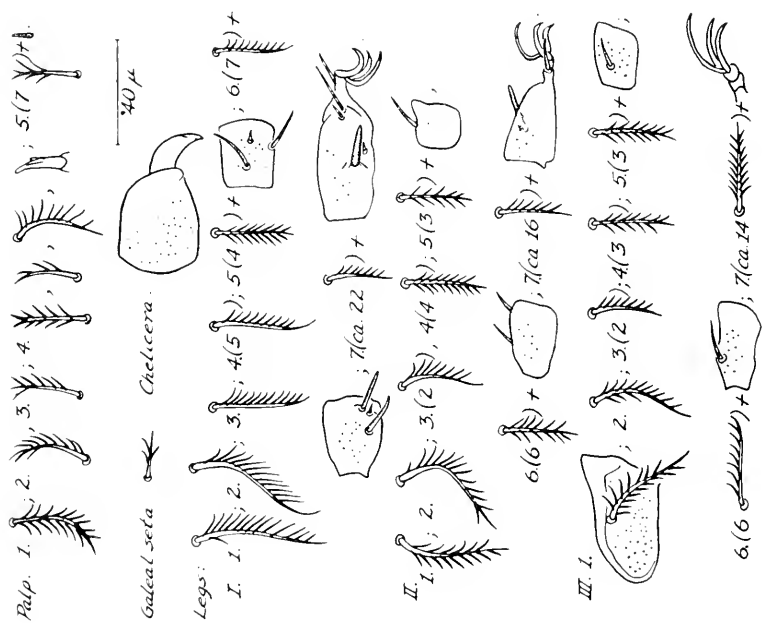 Palp. 1. ; 2. , 3. ; 4. , , ; 5.(7 )+ .
Galeal seta Chelicera. 40 μ
Legs:
I. 1. ; 2. ; 3. ; 4.(5 ); 5(4 )+ ; 6.(7 )+
; 7.(ca. 22 )+
II. 1. ; 2. ; 3.(2 ), 4(4 ); 5(3 )+ ,
6.(6 )+ ; 7.(ca 16 )+
III. 1. ; 2. ; 3.(2 ); 4.(3 ); 5.(3 )+ ;
6.(6 )+ ; 7.(ca. 14 )+